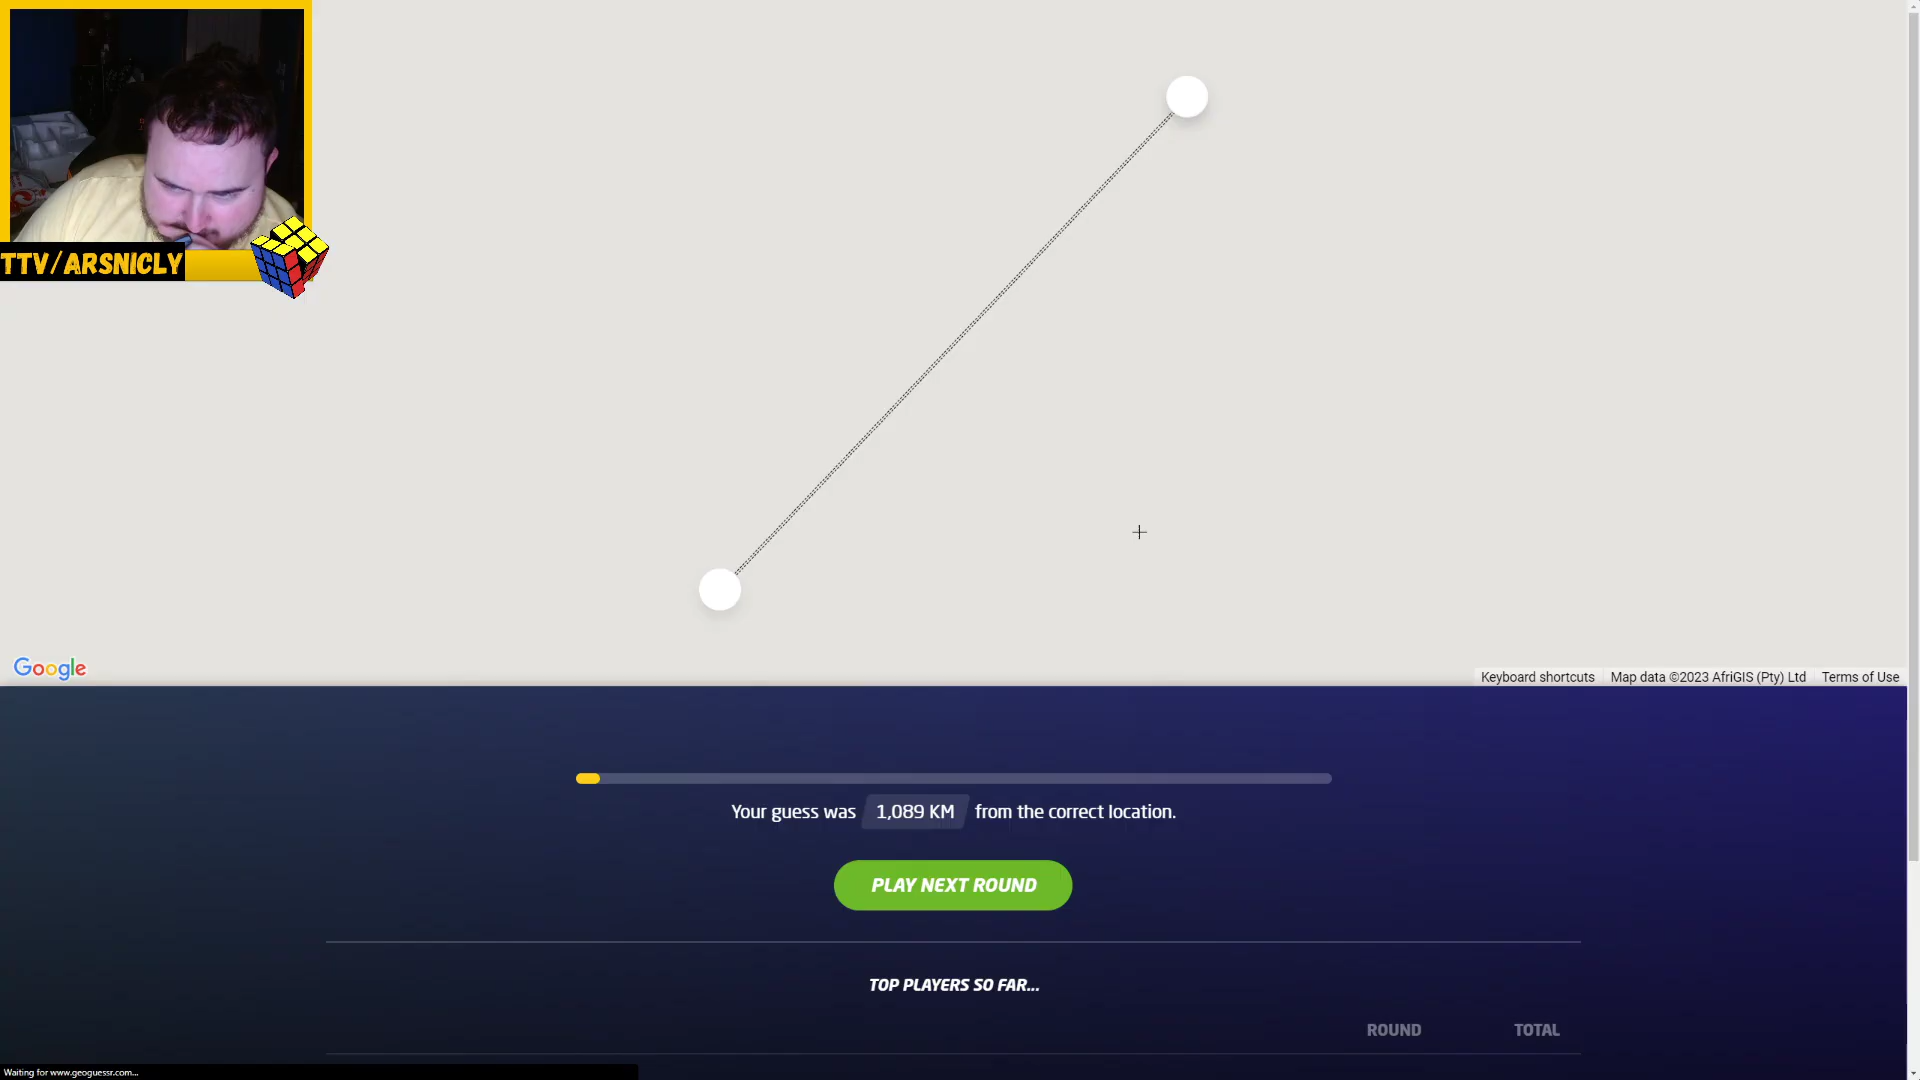 TTV/ARSNICLY
Google
Keyboard shortcuts
Map data ©2023 AfriGIS (Pty) Ltd
Terms of Use
Your guess was 1,089 KM from the correct location.
PLAY NEXT ROUND
TOP PLAYERS SO FAR...
ROUND TOTAL
Waiting for www.geoguessr.com...